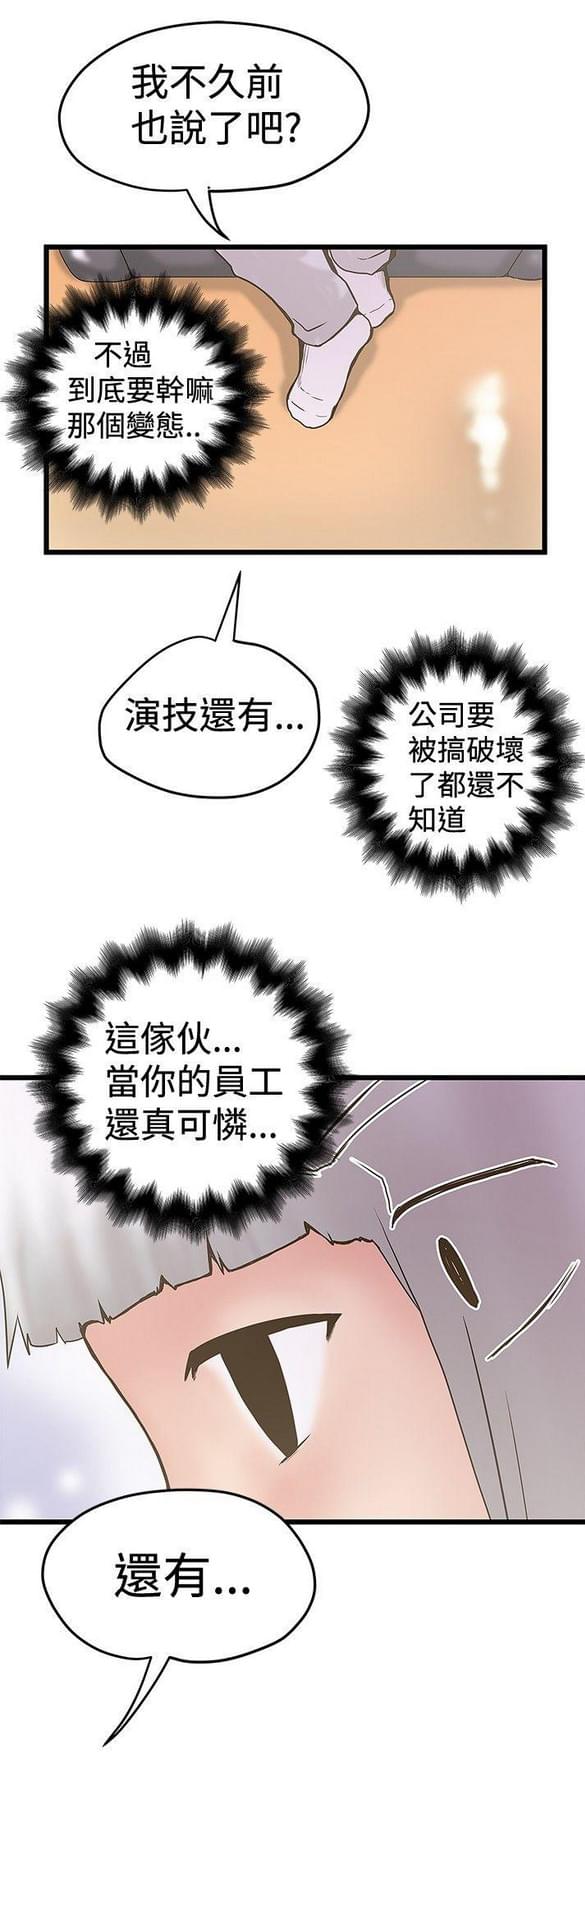 我不久前
也說了吧?
不過
到底要幹嘛
那個變態..
演技還有...
公司要
被搞破壞
了都還不
知道
這傢伙...
當你的員工
還真可憐...
還有...